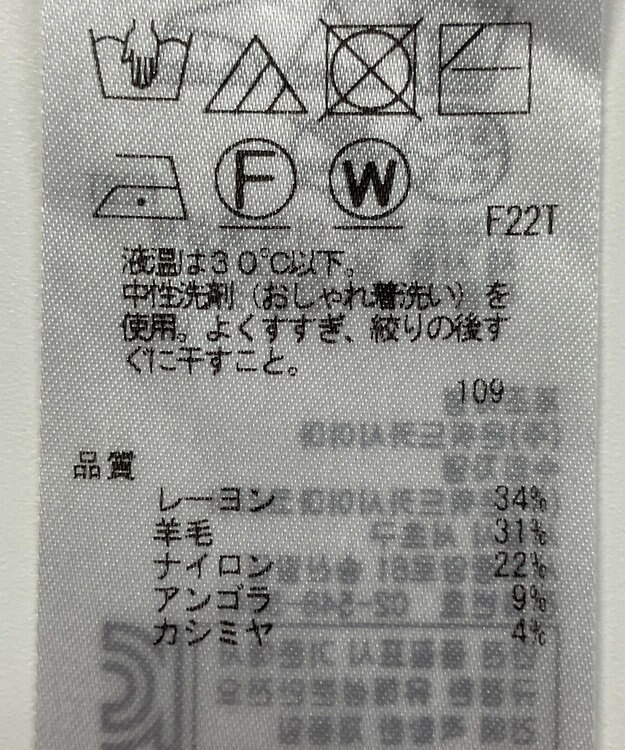 F W
F22T
液温は30℃以下。
中性洗剤（おしゃれ着洗い）を
使用。よくすすぎ、絞りの後す
ぐに干すこと。
109
品質
レーヨン 34%
羊毛 31%
ナイロン 22%
アンゴラ 9%
カシミヤ 4%